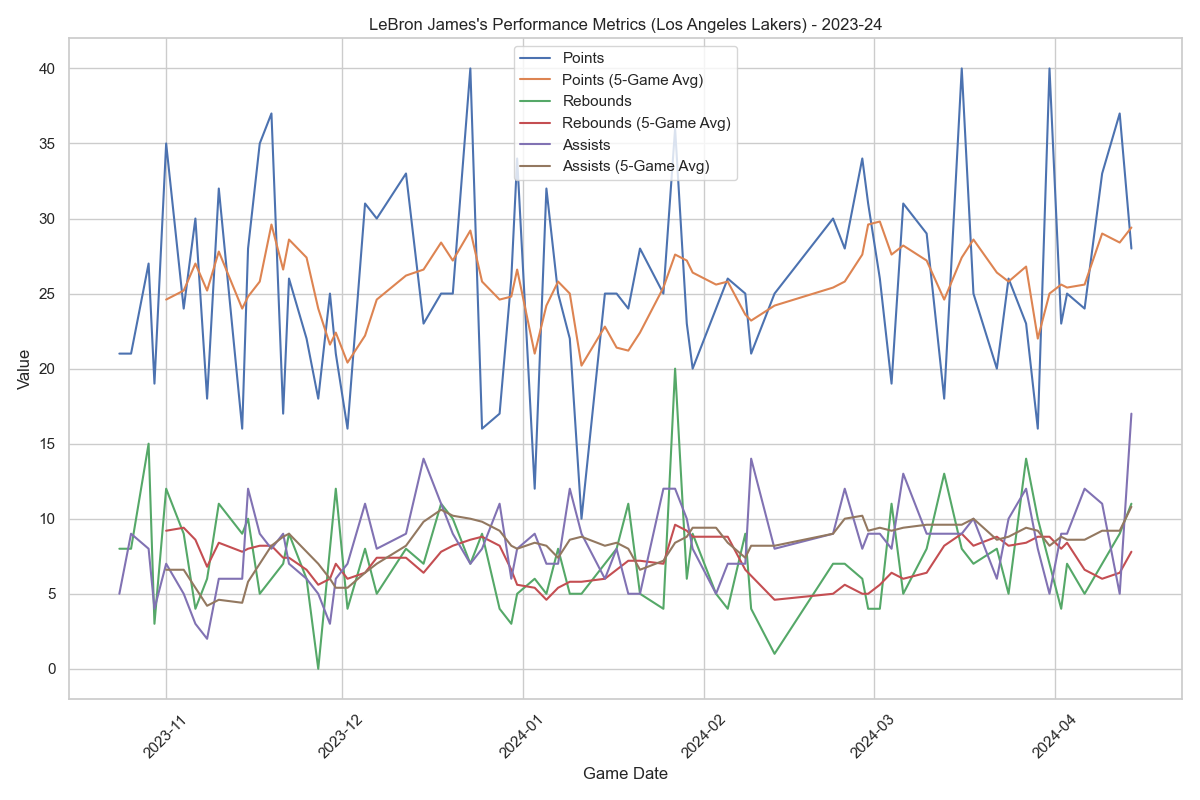 LeBron James's Performance Metrics (Los Angeles Lakers) - 2023-24
Points
Points (5-Game Avg)
Rebounds
Rebounds (5-Game Avg)
Assists
Assists (5-Game Avg)
Value
40
35
30
25
20
15
10
5
0
2023-11
2023-12
2024-01
2024-02
2024-03
2024-04
Game Date